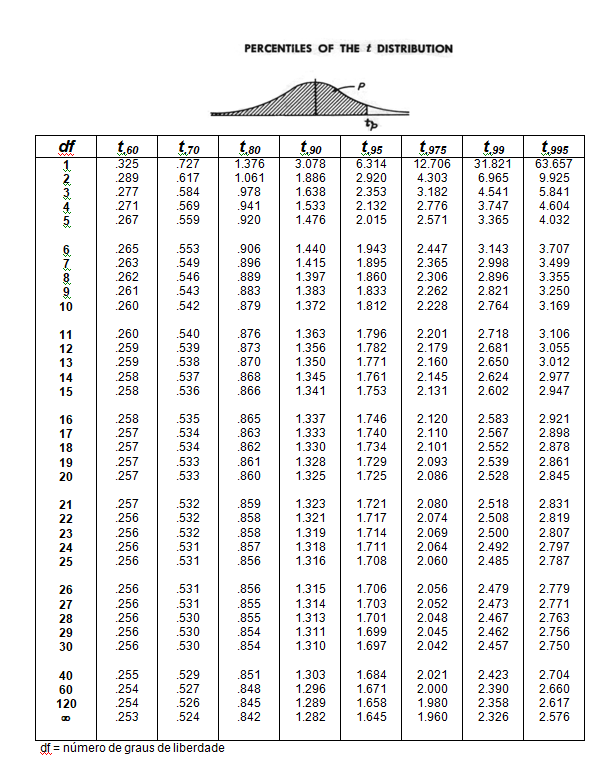 PERCENTILES OF THE t DISTRIBUTION
P
tp
df t.60 t.70 t.80 t.90 t.95 t.975 t.99 t.995
1 .325 .727 1.376 3.078 6.314 12.706 31.821 63.657
2 .289 .617 1.061 1.886 2.920 4.303 6.965 9.925
3 .277 .584 .978 1.638 2.353 3.182 4.541 5.841
4 .271 .569 .941 1.533 2.132 2.776 3.747 4.604
5 .267 .559 .920 1.476 2.015 2.571 3.365 4.032
6 .265 .553 .906 1.440 1.943 2.447 3.143 3.707
7 .263 .549 .896 1.415 1.895 2.365 2.998 3.499
8 .262 .546 .889 1.397 1.860 2.306 2.896 3.355
9 .261 .543 .883 1.383 1.833 2.262 2.821 3.250
10 .260 .542 .879 1.372 1.812 2.228 2.764 3.169
11 .260 .540 .876 1.363 1.796 2.201 2.718 3.106
12 .259 .539 .873 1.356 1.782 2.179 2.681 3.055
13 .259 .538 .870 1.350 1.771 2.160 2.650 3.012
14 .258 .537 .868 1.345 1.761 2.145 2.624 2.977
15 .258 .536 .866 1.341 1.753 2.131 2.602 2.947
16 .258 .535 .865 1.337 1.746 2.120 2.583 2.921
17 .257 .534 .863 1.333 1.740 2.110 2.567 2.898
18 .257 .534 .862 1.330 1.734 2.101 2.552 2.878
19 .257 .533 .861 1.328 1.729 2.093 2.539 2.861
20 .257 .533 .860 1.325 1.725 2.086 2.528 2.845
21 .257 .532 .859 1.323 1.721 2.080 2.518 2.831
22 .256 .532 .858 1.321 1.717 2.074 2.508 2.819
23 .256 .532 .858 1.319 1.714 2.069 2.500 2.807
24 .256 .531 .857 1.318 1.711 2.064 2.492 2.797
25 .256 .531 .856 1.316 1.708 2.060 2.485 2.787
26 .256 .531 .856 1.315 1.706 2.056 2.479 2.779
27 .256 .531 .855 1.314 1.703 2.052 2.473 2.771
28 .256 .530 .855 1.313 1.701 2.048 2.467 2.763
29 .256 .530 .854 1.311 1.699 2.045 2.462 2.756
30 .256 .530 .854 1.310 1.697 2.042 2.457 2.750
40 .255 .529 .851 1.303 1.684 2.021 2.423 2.704
60 .254 .527 .848 1.296 1.671 2.000 2.390 2.660
120 .254 .526 .845 1.289 1.658 1.980 2.358 2.617
∞ .253 .524 .842 1.282 1.645 1.960 2.326 2.576
df = número de graus de liberdade